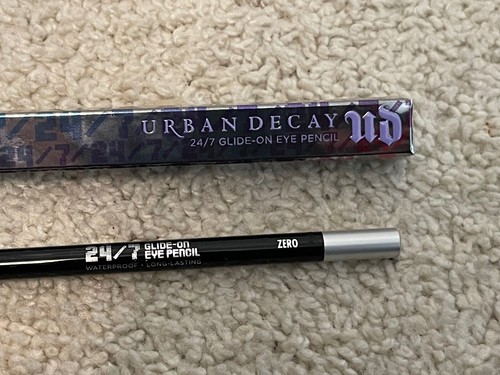 URBAN DECAY ud
24/7 GLIDE-ON EYE PENCIL
24/7 GLIDE-ON
EYE PENCIL
WATERPROOF • LONG-LASTING
ZERO